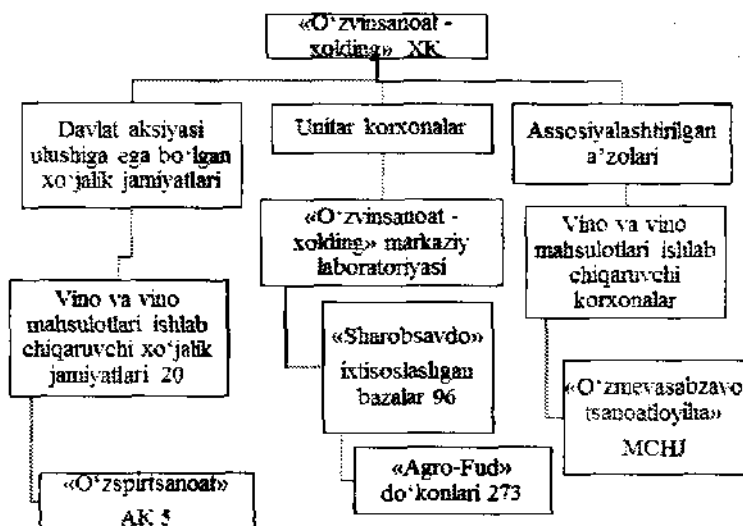 «O‘zvinsanoat -
xolding» XK
Davlat aksiyasi
ulushiga ega bo‘lgan
xo‘jalik jamiyatlari
Unitar korxonalar
Assosiyalashtirilgan
a’zolari
«O‘zvinsanoat -
xolding» markaziy
laboratoriyasi
Vino va vino
mahsulotlari ishlab
chiqaruvchi
korxonalar
Vino va vino
mahsulotlari ishlab
chiqaruvchi xo‘jalik
jamiyatlari 20
«Sharobsavdo»
ixtisoslashgan
bazalar 96
«O‘zmevasabzavo
tsanoatloyiha»
MCHJ
«Agro-Fud»
do‘konlari 273
«O‘zspirtsanoat»
AK 5